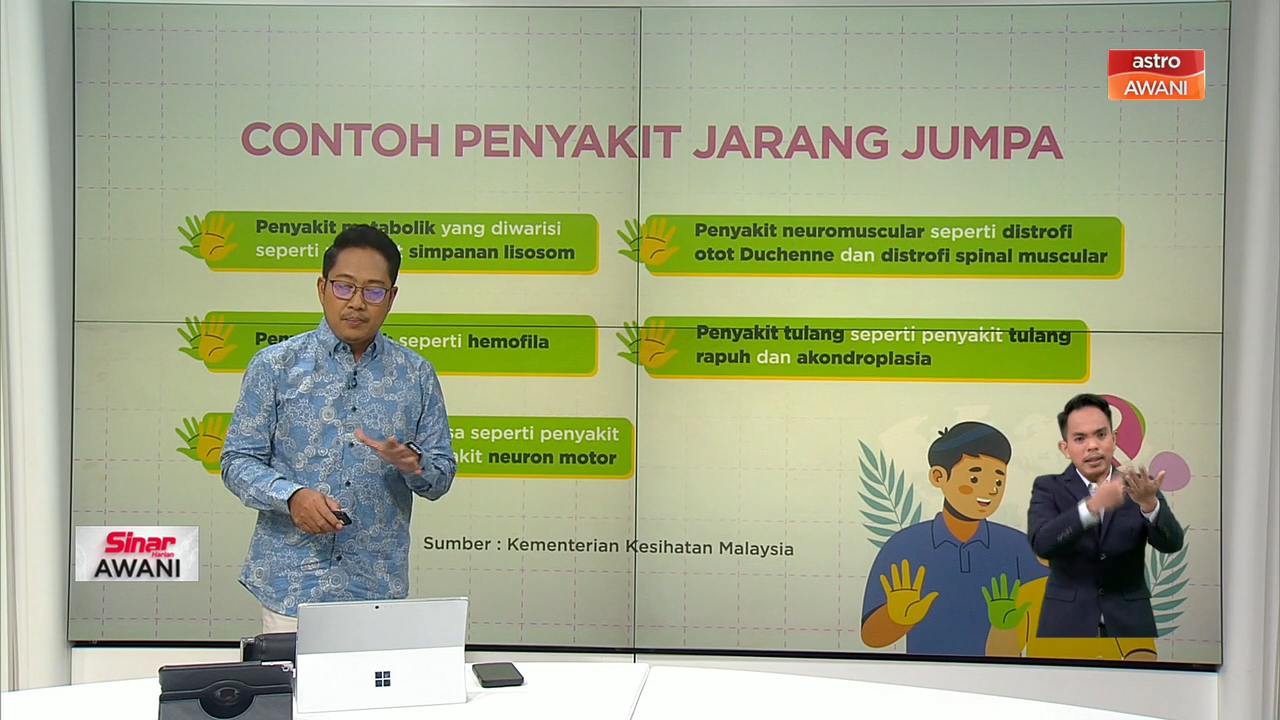 astro
AWANI
CONTOH PENYAKIT JARANG JUMPA
Penyakit metabolik yang diwarisi
seperti simpanan lisosom
seperti hemofila
seperti penyakit
neuron motor
Penyakit neuromuscular seperti distrofi
otot Duchenne dan distrofi spinal muscular
Penyakit tulang seperti penyakit tulang
rapuh dan akondroplasia
Sumber : Kementerian Kesihatan Malaysia
Sinar
Harian
AWANI